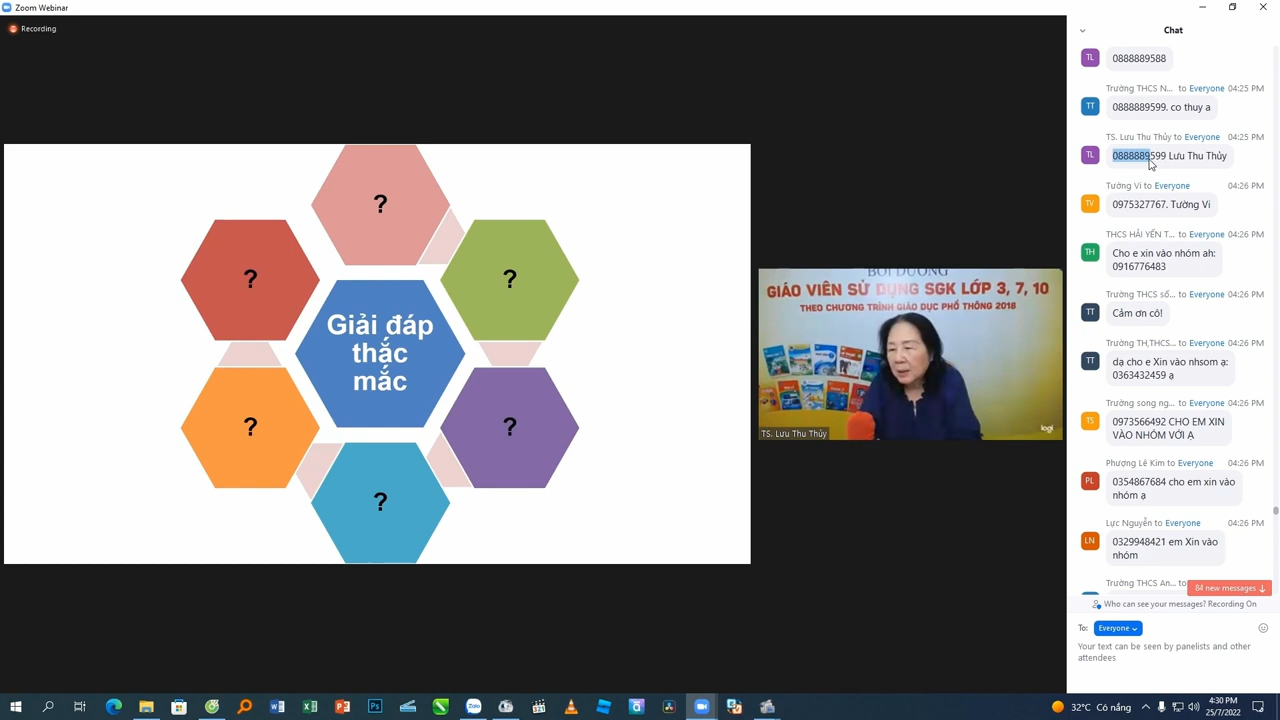 Zoom Webinar
Recording
?
?
?
Giải đáp
thắc
mắc
?
?
?
BỒI DƯỠNG
GIÁO VIÊN SỬ DỤNG SGK LỚP 3, 7, 10
THEO CHƯƠNG TRÌNH GIÁO DỤC PHỔ THÔNG 2018
logi
TS. Lưu Thu Thủy
Chat
TL
0888889588
Trường THCS N... to Everyone 04:25 PM
TT
0888889599. co thuy a
TS. Lưu Thu Thủy to Everyone 04:25 PM
TL
0888889599 Lưu Thu Thủy
Tường Vi to Everyone 04:26 PM
TV
0975327767. Tường Vi
THCS HẢI YẾN T... to Everyone 04:26 PM
TH
Cho e xin vào nhóm ah:
0916776483
Trường THCS số... to Everyone 04:26 PM
TT
Cảm ơn cô!
Trường TH,THCS... to Everyone 04:26 PM
TT
dạ cho e Xin vào nhsom ạ:
0363432459 ạ
Trường song ng... to Everyone 04:26 PM
TS
0973566492 CHO EM XIN
VÀO NHÓM VỚI Ạ
Phượng Lê Kim to Everyone 04:26 PM
PL
0354867684 cho em xin vào
nhóm ạ
Lực Nguyễn to Everyone 04:26 PM
LN
0329948421 em Xin vào
nhóm
Trường THCS An... to
84 new messages ↓
Who can see your messages? Recording On
To: Everyone
Your text can be seen by panelists and other
attendees
Zalo
32°C Có nắng
4:30 PM
25/7/2022